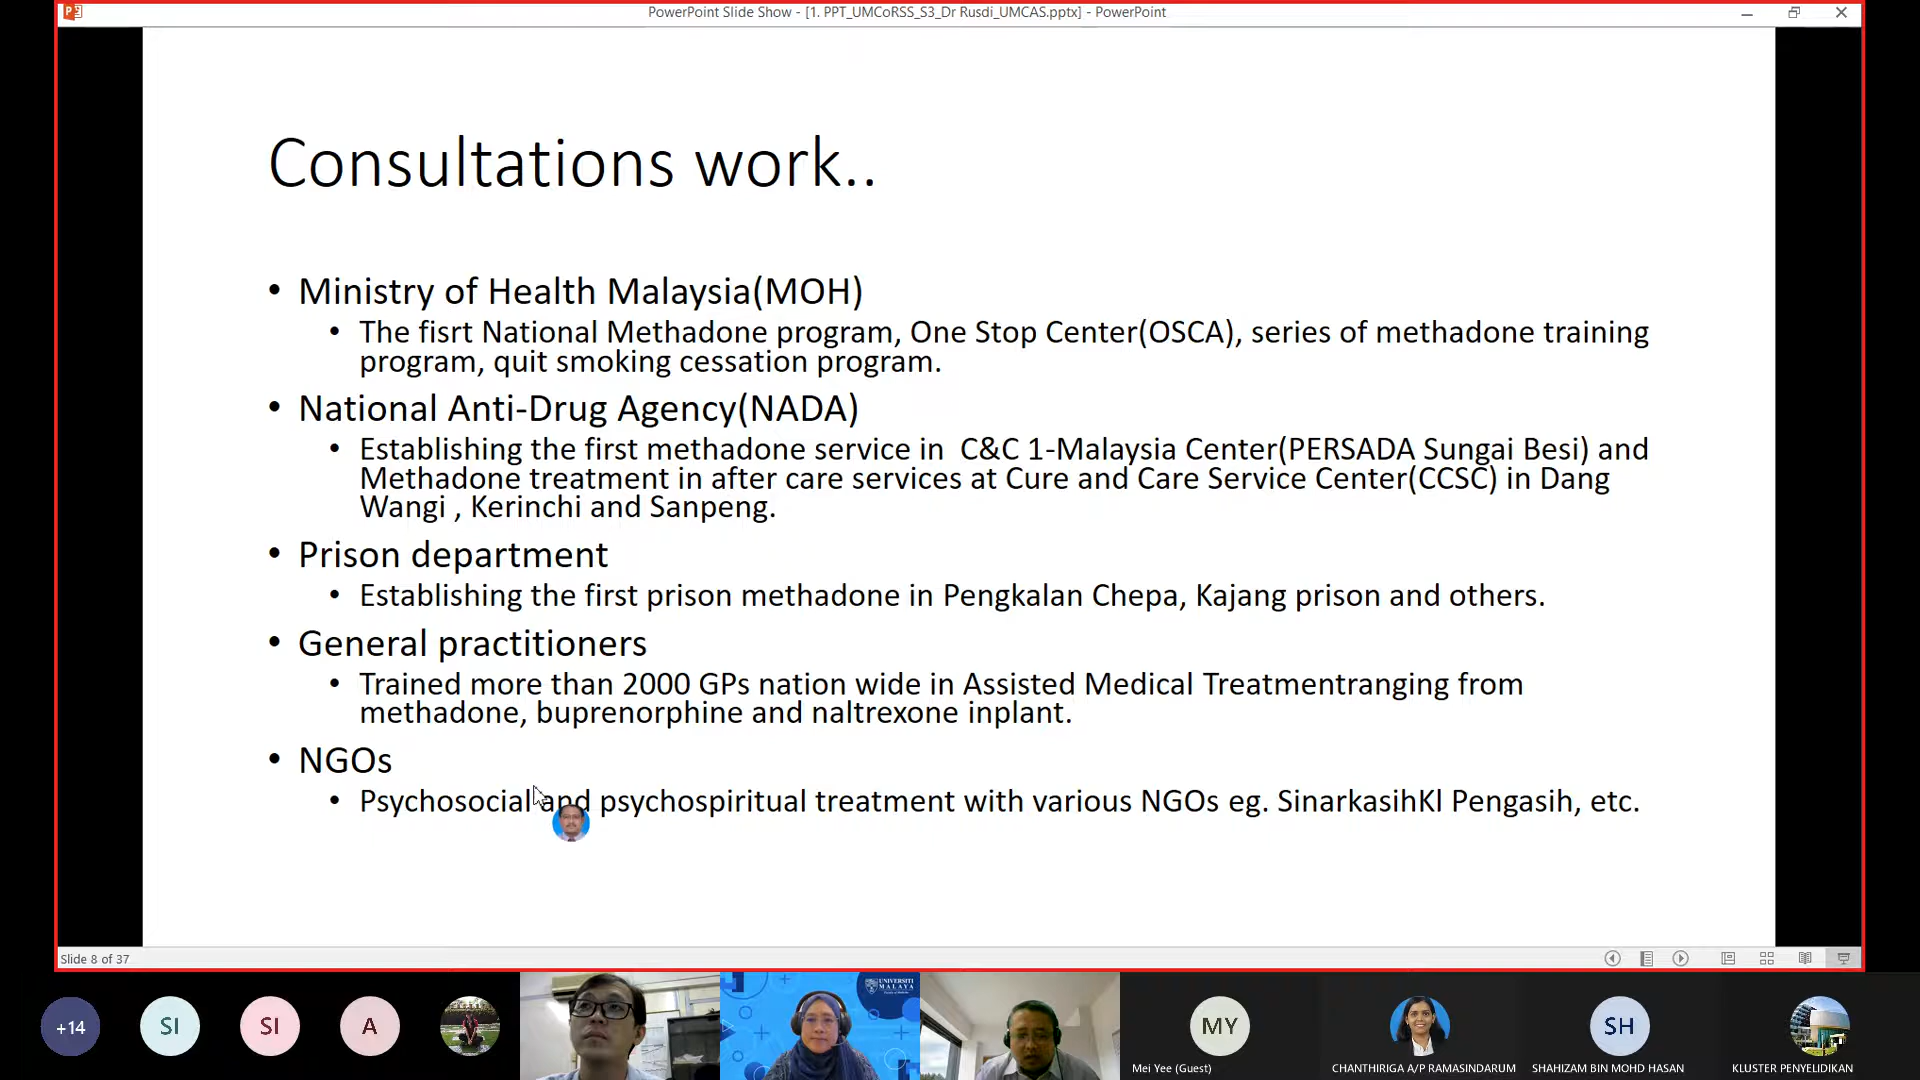 PowerPoint Slide Show - [1. PPT_UMCoRSS_S3_Dr Rusdi_UMCAS.pptx] - PowerPoint
Consultations work..
• Ministry of Health Malaysia(MOH)
• The fisrt National Methadone program, One Stop Center(OSCA), series of methadone training
program, quit smoking cessation program.
• National Anti-Drug Agency(NADA)
• Establishing the first methadone service in C&C 1-Malaysia Center(PERSADA Sungai Besi) and
Methadone treatment in after care services at Cure and Care Service Center(CCSC) in Dang
Wangi , Kerinchi and Sanpeng.
• Prison department
• Establishing the first prison methadone in Pengkalan Chepa, Kajang prison and others.
• General practitioners
• Trained more than 2000 GPs nation wide in Assisted Medical Treatmentranging from
methadone, buprenorphine and naltrexone inplant.
• NGOs
• Psychosocial and psychospiritual treatment with various NGOs eg. SinarkasihKl Pengasih, etc.
Slide 8 of 37
+14
SI
SI
A
UNIVERSITI
MALAYA
MY
SH
Mei Yee (Guest)
CHANTHIRIGA A/P RAMASINDARUM
SHAHIZAM BIN MOHD HASAN
KLUSTER PENYELIDIKAN